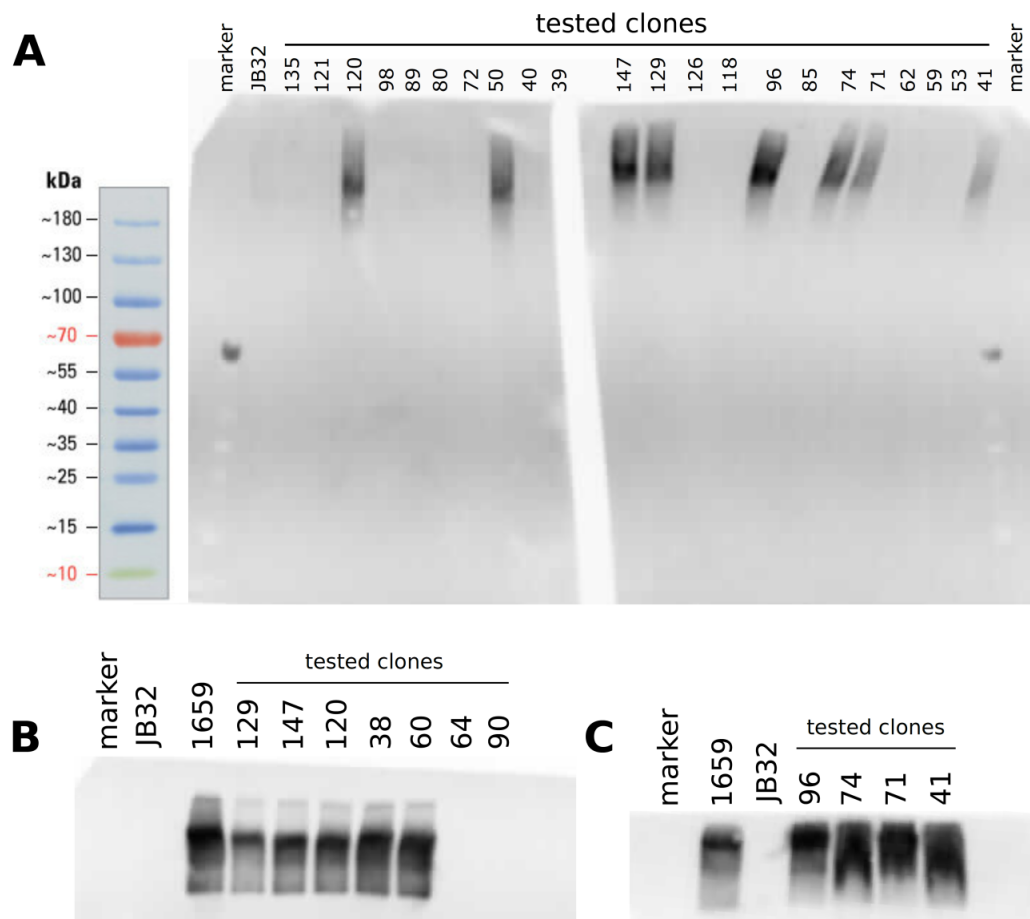 A
tested clones
marker JB32 135 121 120 98 89 80 72 50 40 39 147 129 126 118 96 85 74 71 62 59 53 41 marker
kDa
~180
~130
~100
~70
~55
~40
~35
~25
~15
~10
B
tested clones
marker JB32 1659 129 147 120 38 60 64 90
C
tested clones
marker 1659 JB32 96 74 71 41